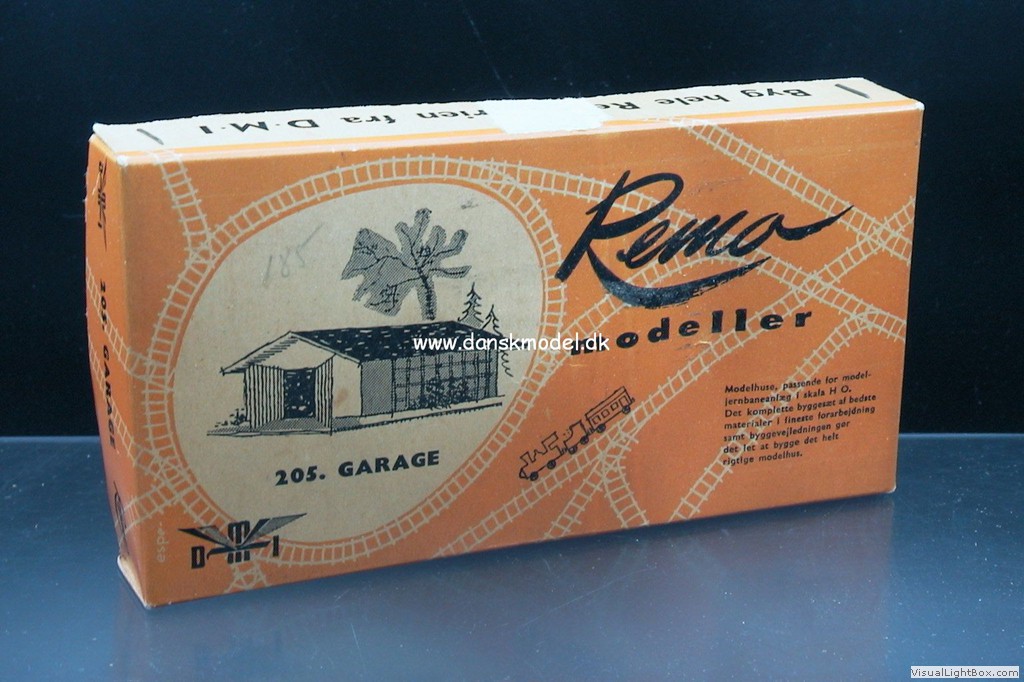 Byg hele Re
rien fra D·M·I
Rema
modeller
185
www.danskmodel.dk
Modelhuse, passende for model-
jernbaneanlæg i skala H O.
Det komplette byggesæt af bedste
materialer i fineste forarbejdning
samt byggevejledningen gør
det let at bygge det helt
rigtige modelhus.
205. GARAGE
205. GARAGE
DMI
VisualLightBox.com